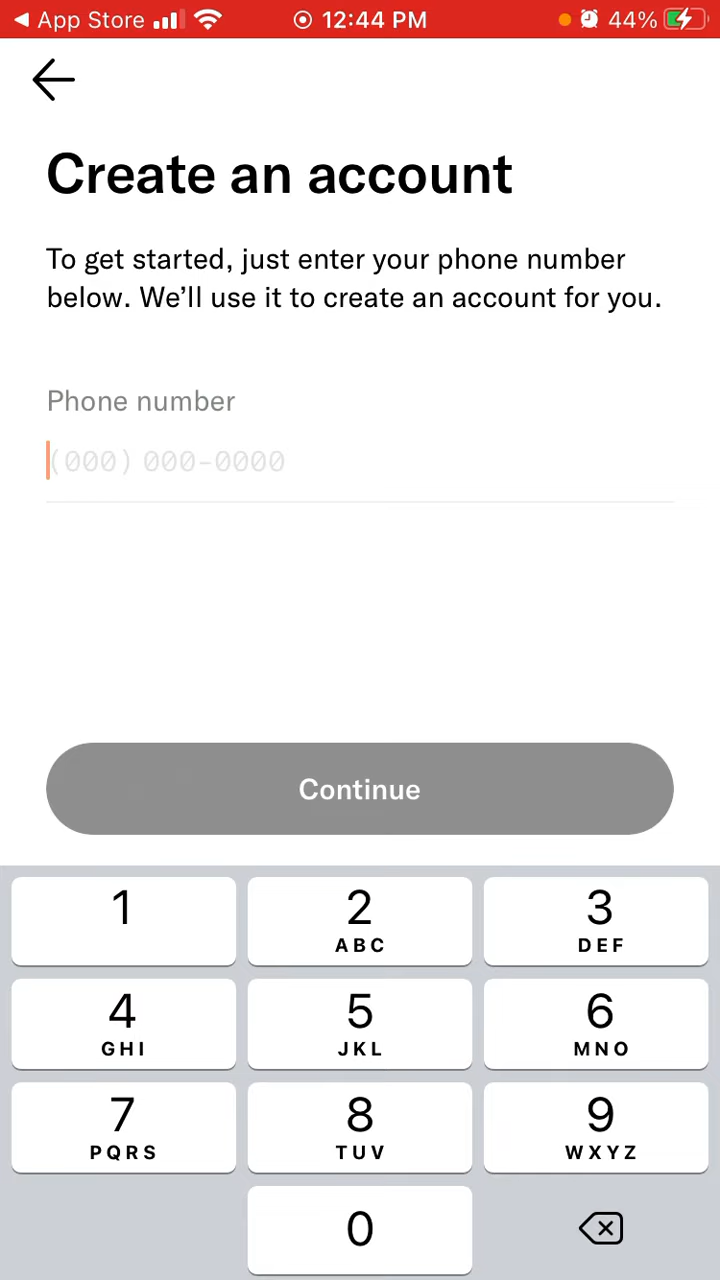 App Store 12:44 PM 44%
Create an account
To get started, just enter your phone number
below. We’ll use it to create an account for you.
Phone number
(000) 000-0000
Continue
1 2 3
ABC DEF
4 5 6
GHI JKL MNO
7 8 9
PQRS TUV WXYZ
0